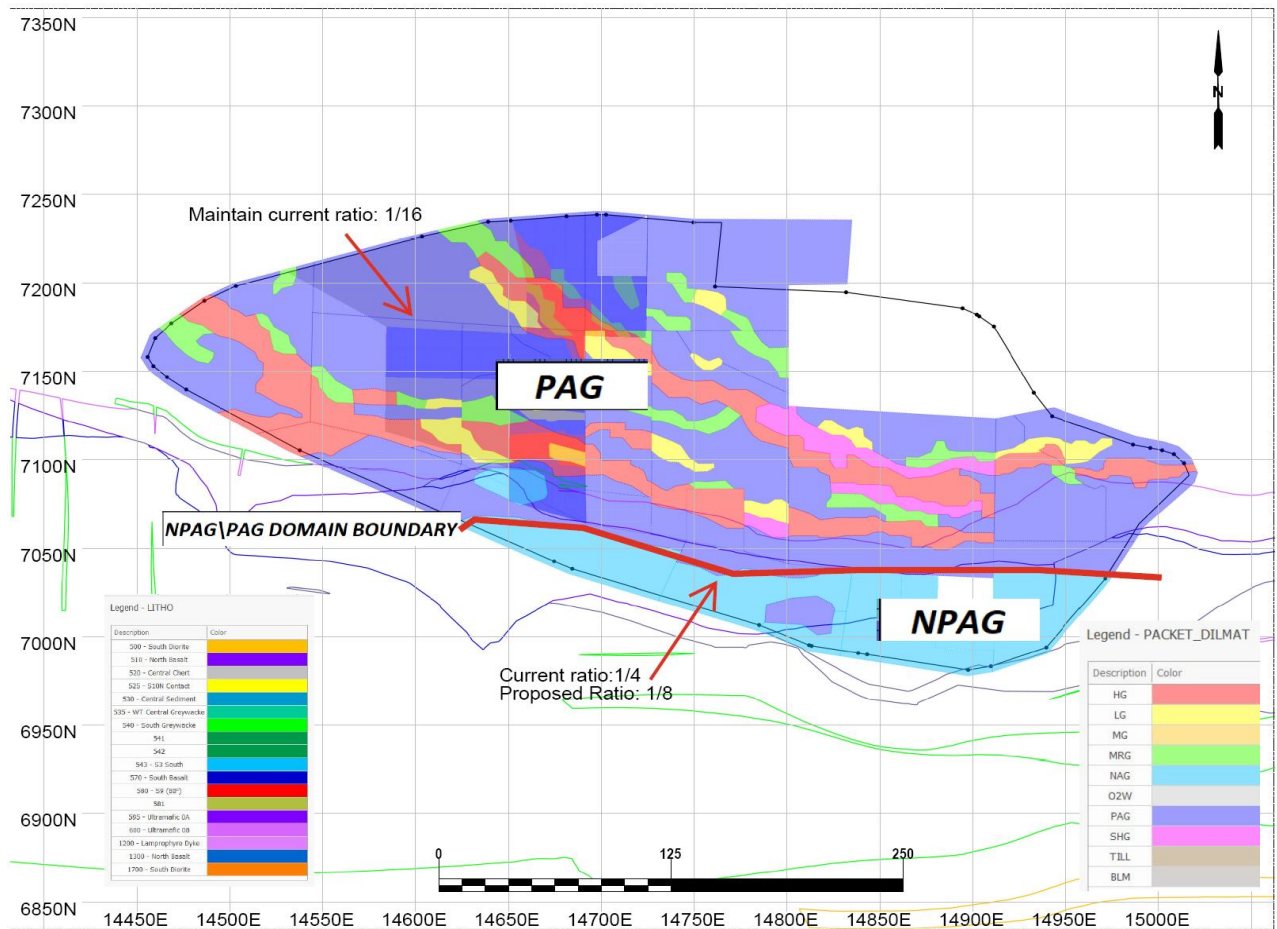 7350N
7300N
7250N
7200N
7150N
7100N
7050N
7000N
6950N
6900N
6850N
N
Maintain current ratio: 1/16
PAG
NPAG\PAG DOMAIN BOUNDARY
NPAG
Current ratio:1/4
Proposed Ratio: 1/8
Legend - LITHO
Description Color
500 - South Diorite
510 - North Basalt
520 - Central Chert
525 - S10N Contact
530 - Central Sediment
535 - WT Central Greywacke
540 - South Greywacke
541
542
543 - S3 South
570 - South Basalt
580 - S9 (BIF)
581
595 - Ultramafic 0A
600 - Ultramafic 0B
1200 - Lamprophyre Dyke
1300 - North Basalt
1700 - South Diorite
Legend - PACKET_DILMAT
Description Color
HG
LG
MG
MRG
NAG
O2W
PAG
SHG
TILL
BLM
0 125 250
14450E 14500E 14550E 14600E 14650E 14700E 14750E 14800E 14850E 14900E 14950E 15000E